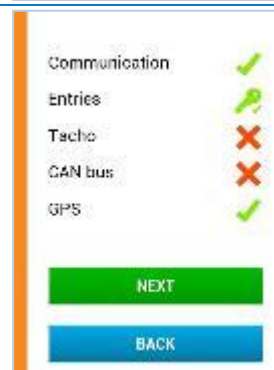 Communication
Entries
Tacho
CAN bus
GPS
NEXT
BACK